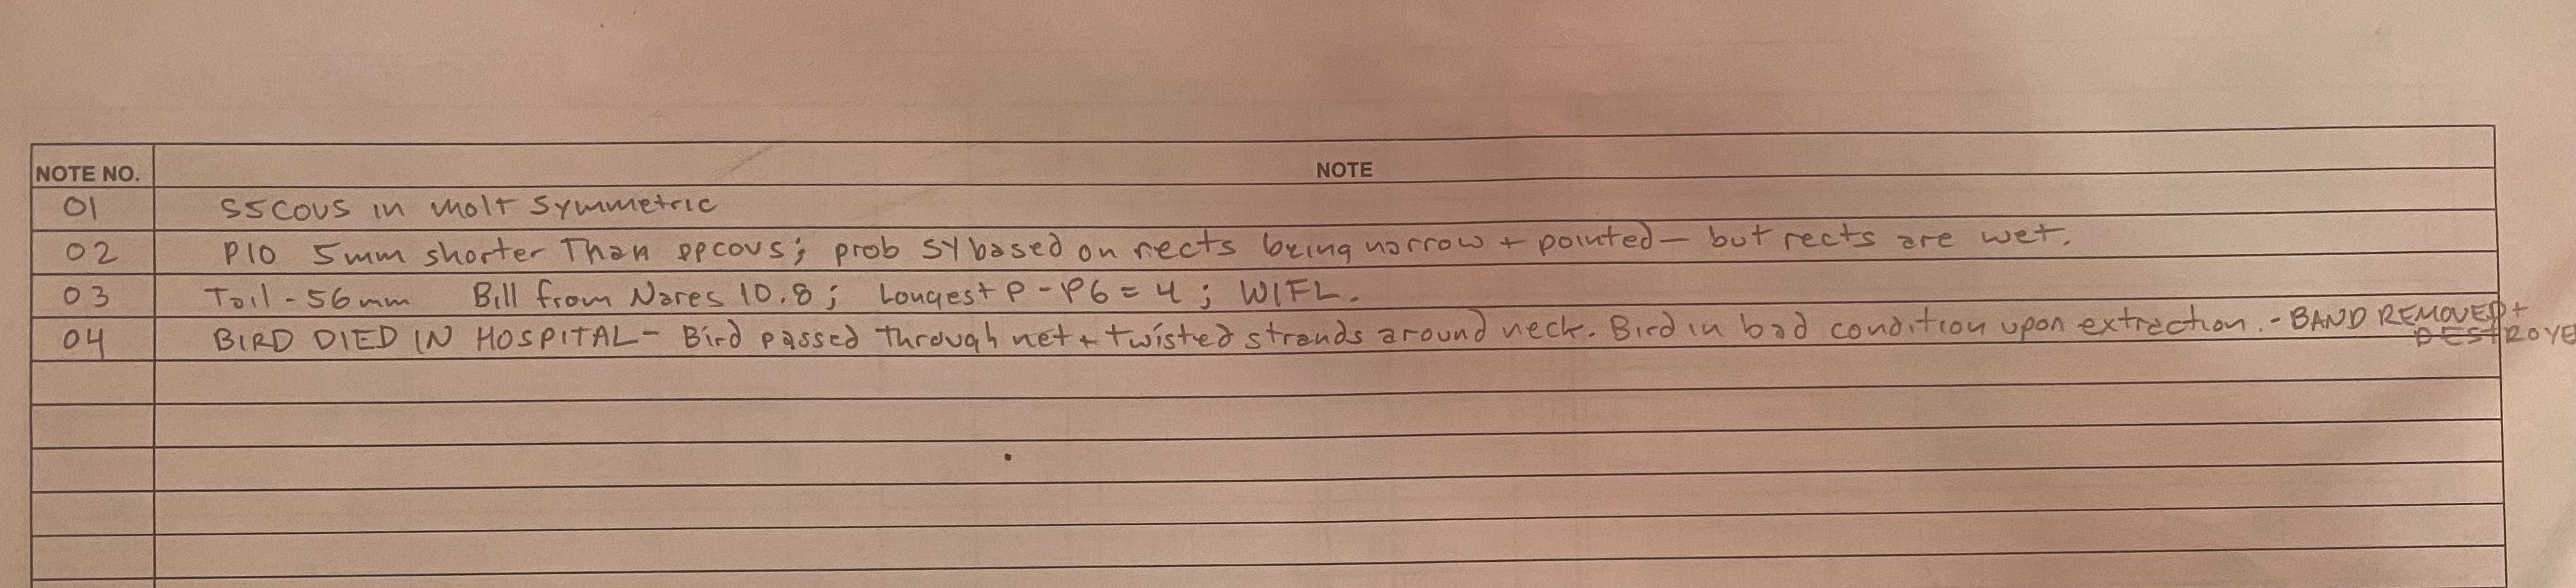 NOTE NO. NOTE
01 SSCOVS in molt symmetric
02 P10 5mm shorter Than ppcovs; prob SY based on rects being narrow + pointed - but rects are wet.
03 Tail - 56mm Bill from Nares 10.8; Longest P - P6 = 4; WIFL.
04 BIRD DIED IN HOSPITAL - Bird passed through net + twisted strands around neck. Bird in bad condition upon extraction. - BAND REMOVED +
DESTROYE